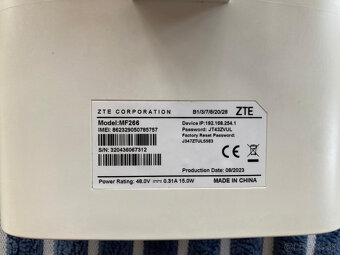 ZTE CORPORATION
B1/3/7/8/20/28
ZTE
Model:MF266
Device IP:192.168.254.1
IMEI: 862329050785757
Password: JT43ZVUL
Factory Reset Password:
J347ZTUL5983
S/N: 320436067312
Production Date: 08/2023
Power Rating: 48.0V 0.31A 15.0W
MADE IN CHINA